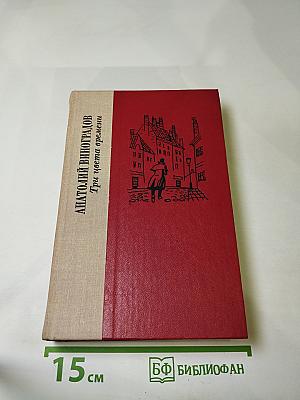 АНАТОЛИЙ ВИНОГРАДОВ
Три цвета времени
15 см
БФ БИБЛИОФАН